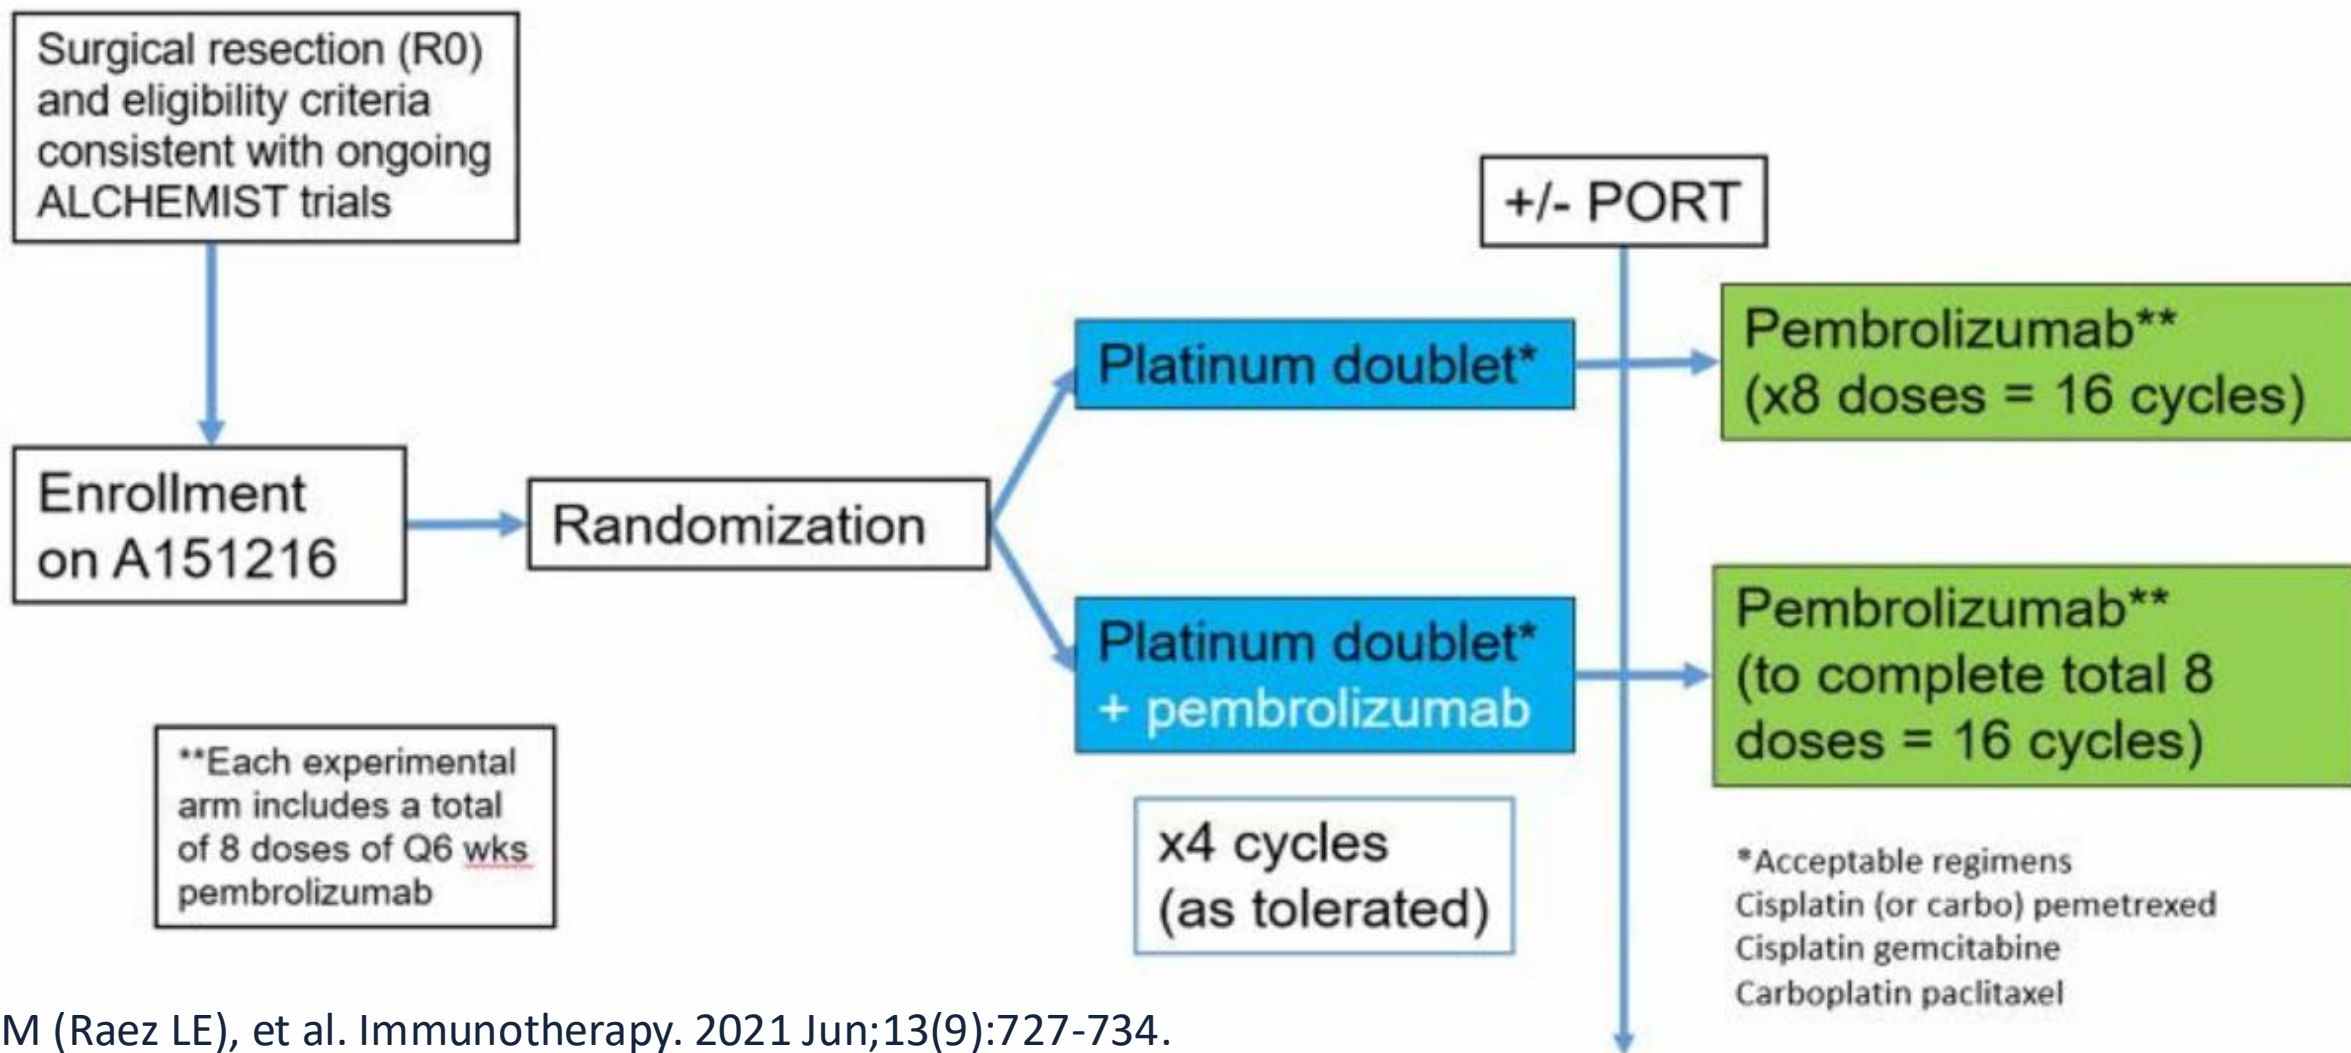 Surgical resection (R0)
and eligibility criteria
consistent with ongoing
ALCHEMIST trials
Enrollment
on A151216
Randomization
**Each experimental
arm includes a total
of 8 doses of Q6 wks
pembrolizumab
Platinum doublet*
Platinum doublet*
+ pembrolizumab
x4 cycles
(as tolerated)
+/- PORT
Pembrolizumab**
(x8 doses = 16 cycles)
Pembrolizumab**
(to complete total 8
doses = 16 cycles)
*Acceptable regimens
Cisplatin (or carbo) pemetrexed
Cisplatin gemcitabine
Carboplatin paclitaxel
M (Raez LE), et al. Immunotherapy. 2021 Jun;13(9):727-734.